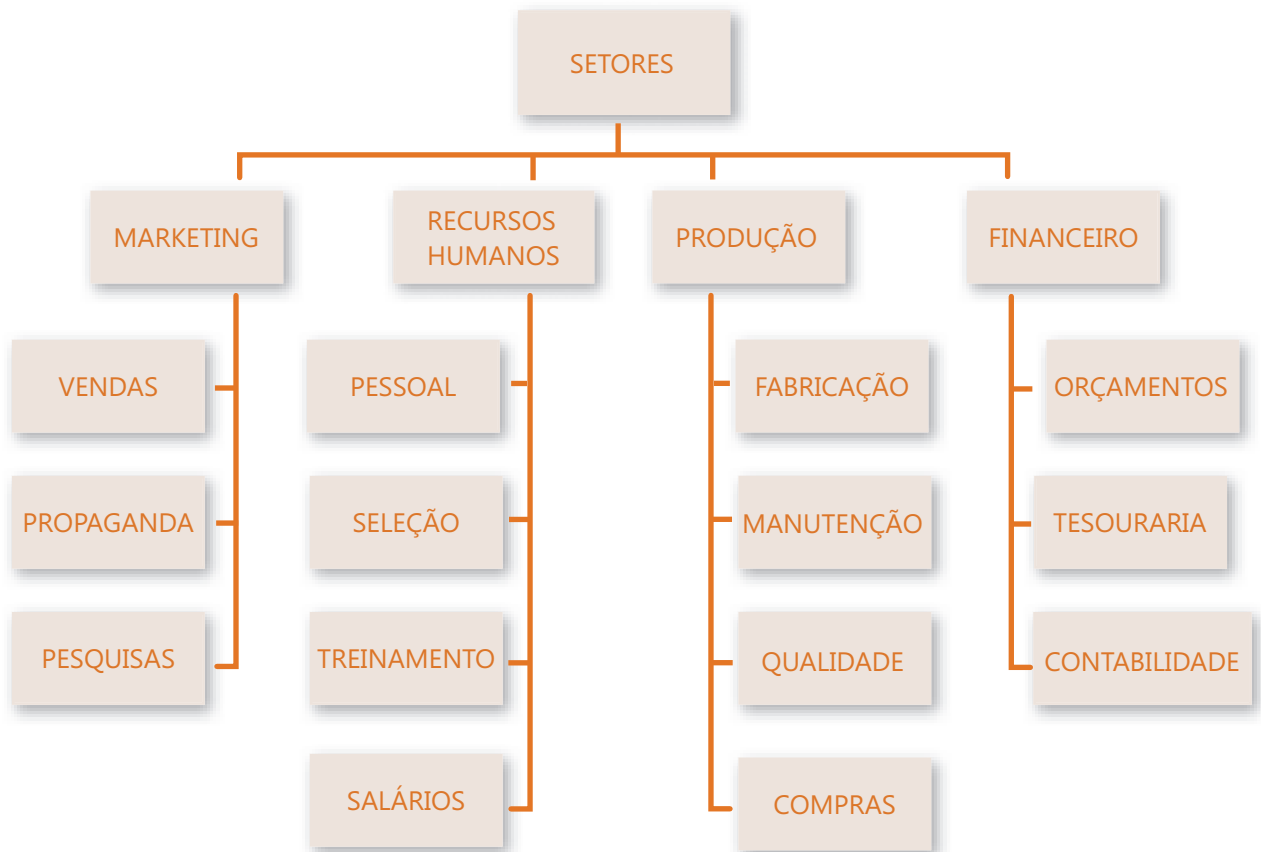 SETORES
MARKETING
RECURSOS
HUMANOS
PRODUÇÃO
FINANCEIRO
VENDAS
PESSOAL
FABRICAÇÃO
ORÇAMENTOS
PROPAGANDA
SELEÇÃO
MANUTENÇÃO
TESOURARIA
PESQUISAS
TREINAMENTO
QUALIDADE
CONTABILIDADE
SALÁRIOS
COMPRAS